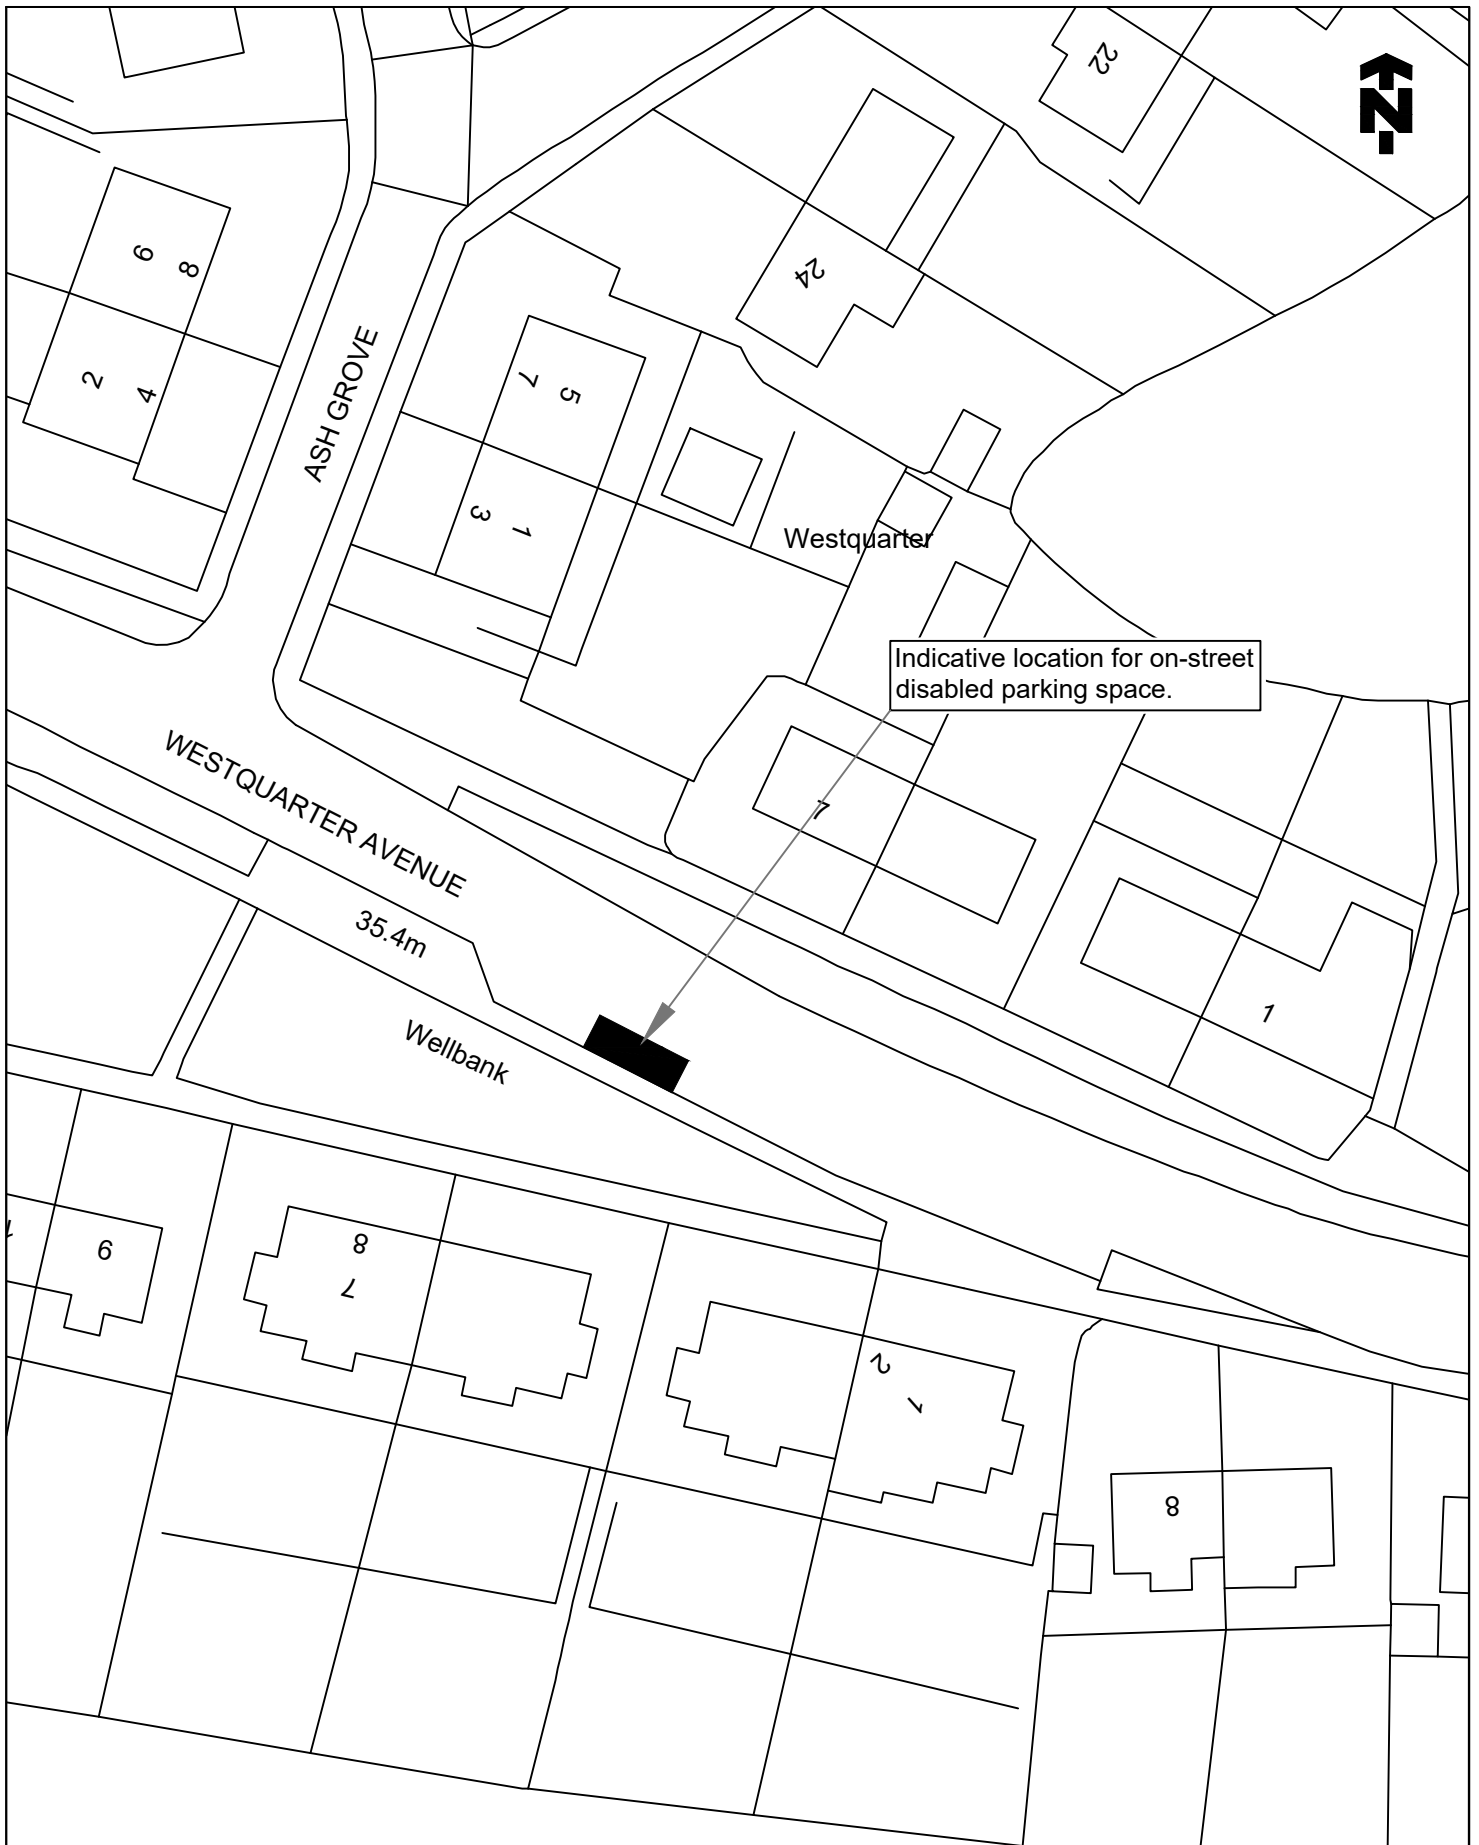 22
N
6
8
24
2
4
ASH GROVE
7
5
3
1
Westquarter
Indicative location for on-street
disabled parking space.
WESTQUARTER AVENUE
7
35.4m
1
Wellbank
9
8
7
2
1
8